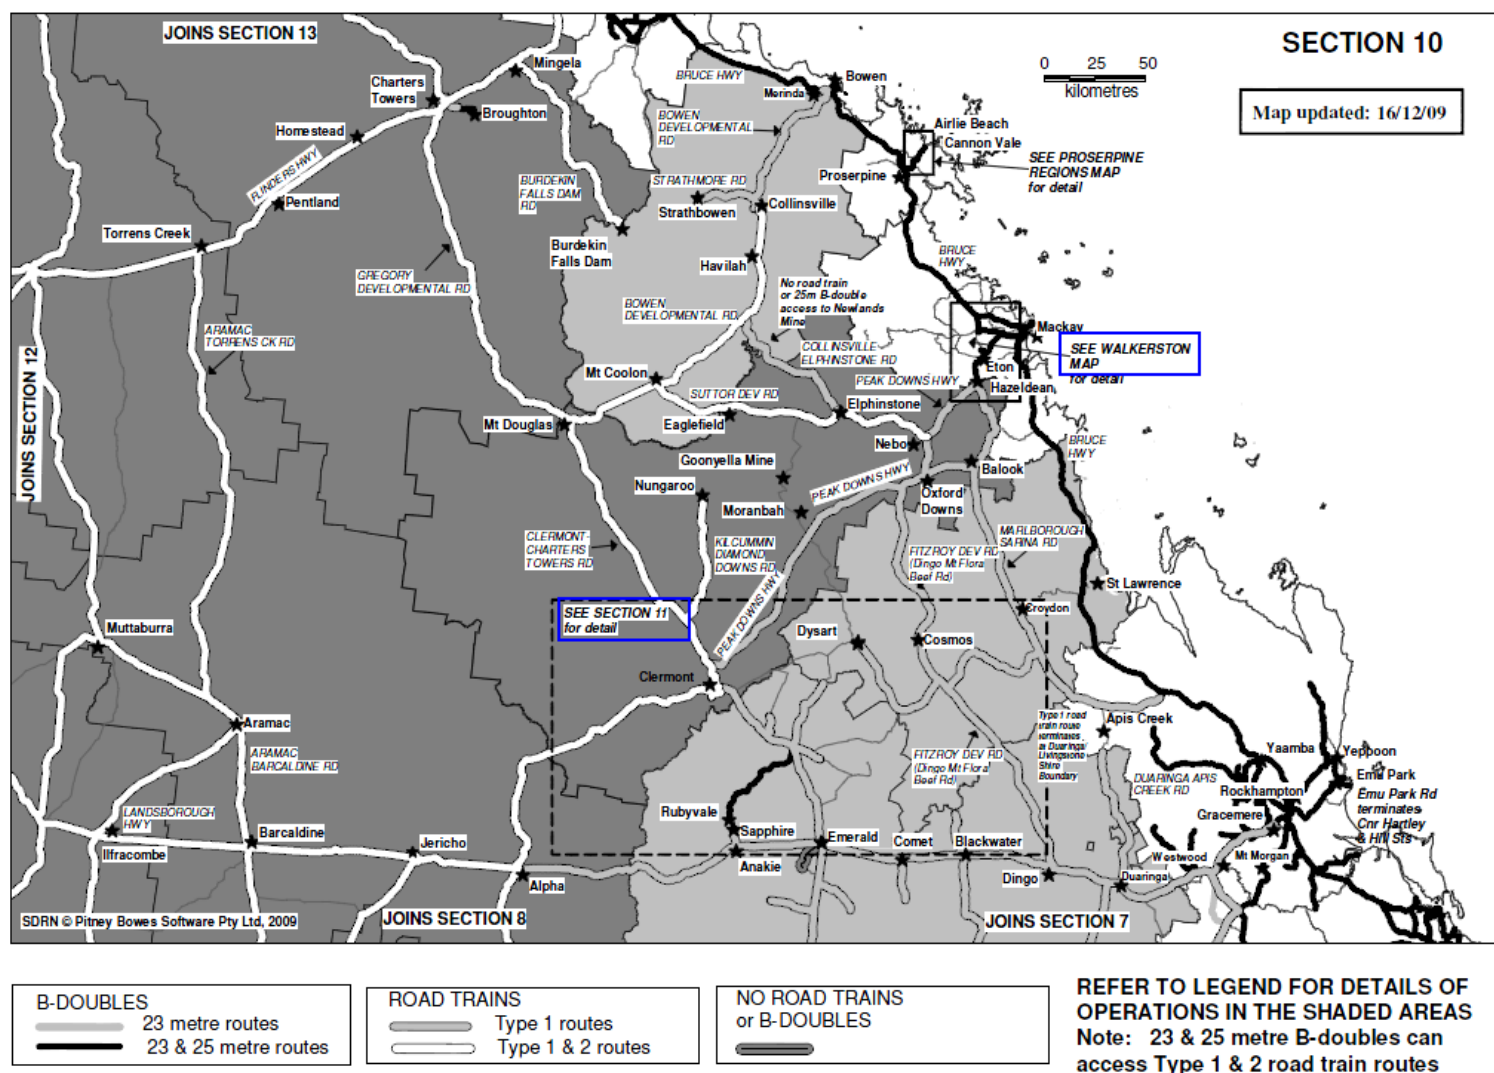 JOINS SECTION 13
SECTION 10
0 25 50
kilometres
Map updated: 16/12/09
Mingela
Charters
Towers
Broughton
Homestead
FLINDERS HWY
Pentland
Torrens Creek
BRUCE HWY
Bowen
Merinda
BOWEN
DEVELOPMENTAL
RD
Airlie Beach
Cannon Vale
SEE PROSERPINE
REGIONS MAP
for detail
Proserpine
BURDEKIN
FALLS DAM
RD
STRATHMORE RD
Strathbowen
Collinsville
Burdekin
Falls Dam
Havilah
BRUCE
HWY
GREGORY
DEVELOPMENTAL RD
No road train
or 25m B-double
access to Newlands
Mine
BOWEN
DEVELOPMENTAL RD
ARAMAC
TORRENS CK RD
COLLINSVILLE
ELPHINSTONE RD
Mackay
SEE WALKERSTON
MAP
for detail
Eton
Hazeldean
JOINS SECTION 12
Mt Coolon
PEAK DOWNS HWY
SUTTOR DEV RD
Elphinstone
Mt Douglas
Eaglefield
Nebo
BRUCE
HWY
Goonyella Mine
Nungaroo
PEAK DOWNS HWY
Balook
Moranbah
Oxford
Downs
CLERMONT-
CHARTERS
TOWERS RD
KILCUMMIN
DIAMOND
DOWNS RD
MARLBOROUGH
SARINA RD
FITZROY DEV RD
(Dingo Mt Flora
Beef Rd)
St Lawrence
SEE SECTION 11
for detail
PEAK DOWNS HWY
Croydon
Muttaburra
Dysart
Cosmos
Clermont
Aramac
ARAMAC
BARCALDINE RD
Type 1 road
train route
terminates
at Duaringa/
Livingstone
Shire
Boundary
Apis Creek
FITZROY DEV RD
(Dingo Mt Flora
Beef Rd)
DUARINGA APIS
CREEK RD
Yaamba
Yeppoon
Emu Park
Rockhampton
Emu Park Rd
terminates
Cnr Hartley
& Hill Sts
Gracemere
LANDSBOROUGH
HWY
Rubyvale
Sapphire
Ilfracombe
Barcaldine
Jericho
Alpha
Anakie
Emerald
Comet
Blackwater
Dingo
Duaringa
Westwood
Mt Morgan
SDRN © Pitney Bowes Software Pty Ltd, 2009
JOINS SECTION 8
JOINS SECTION 7
B-DOUBLES
23 metre routes
23 & 25 metre routes
ROAD TRAINS
Type 1 routes
Type 1 & 2 routes
NO ROAD TRAINS
or B-DOUBLES
REFER TO LEGEND FOR DETAILS OF
OPERATIONS IN THE SHADED AREAS
Note: 23 & 25 metre B-doubles can
access Type 1 & 2 road train routes